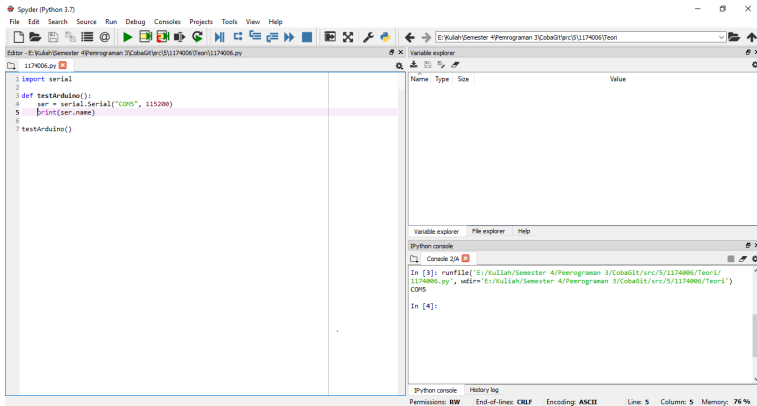 Spyder (Python 3.7)
File Edit Search Source Run Debug Consoles Projects Tools View Help
E:\Kuliah\Semester 4\Pemrograman 3\CobaGit\src\5\1174006\Teori
Editor - E:\Kuliah\Semester 4\Pemrograman 3\CobaGit\src\5\1174006\Teori\1174006.py
1174006.py
1 import serial
2
3 def testArduino():
4     ser = serial.Serial("COM5", 115200)
5     print(ser.name)
6
7 testArduino()
Variable explorer
Name Type Size Value
Variable explorer File explorer Help
IPython console
Console 2/A
In [3]: runfile('E:/Kuliah/Semester 4/Pemrograman 3/CobaGit/src/5/1174006/Teori/
1174006.py', wdir='E:/Kuliah/Semester 4/Pemrograman 3/CobaGit/src/5/1174006/Teori')
COM5
In [4]:
IPython console History log
Permissions: RW End-of-lines: CRLF Encoding: ASCII Line: 5 Column: 5 Memory: 76 %